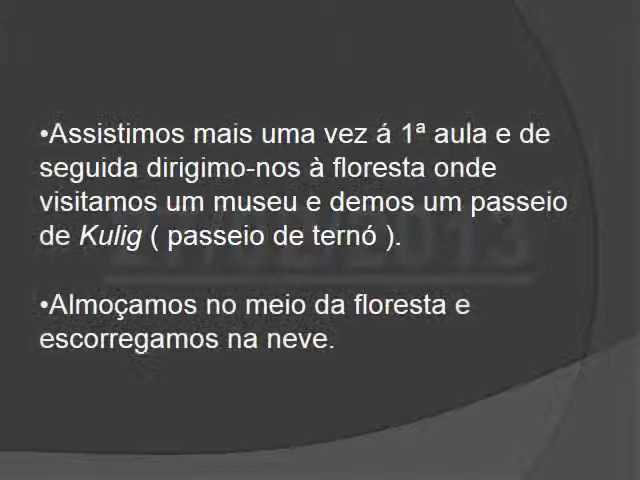 •Assistimos mais uma vez á 1ª aula e de
seguida dirigimo-nos à floresta onde
visitamos um museu e demos um passeio
de Kulig ( passeio de ternó ).
•Almoçamos no meio da floresta e
escorregamos na neve.